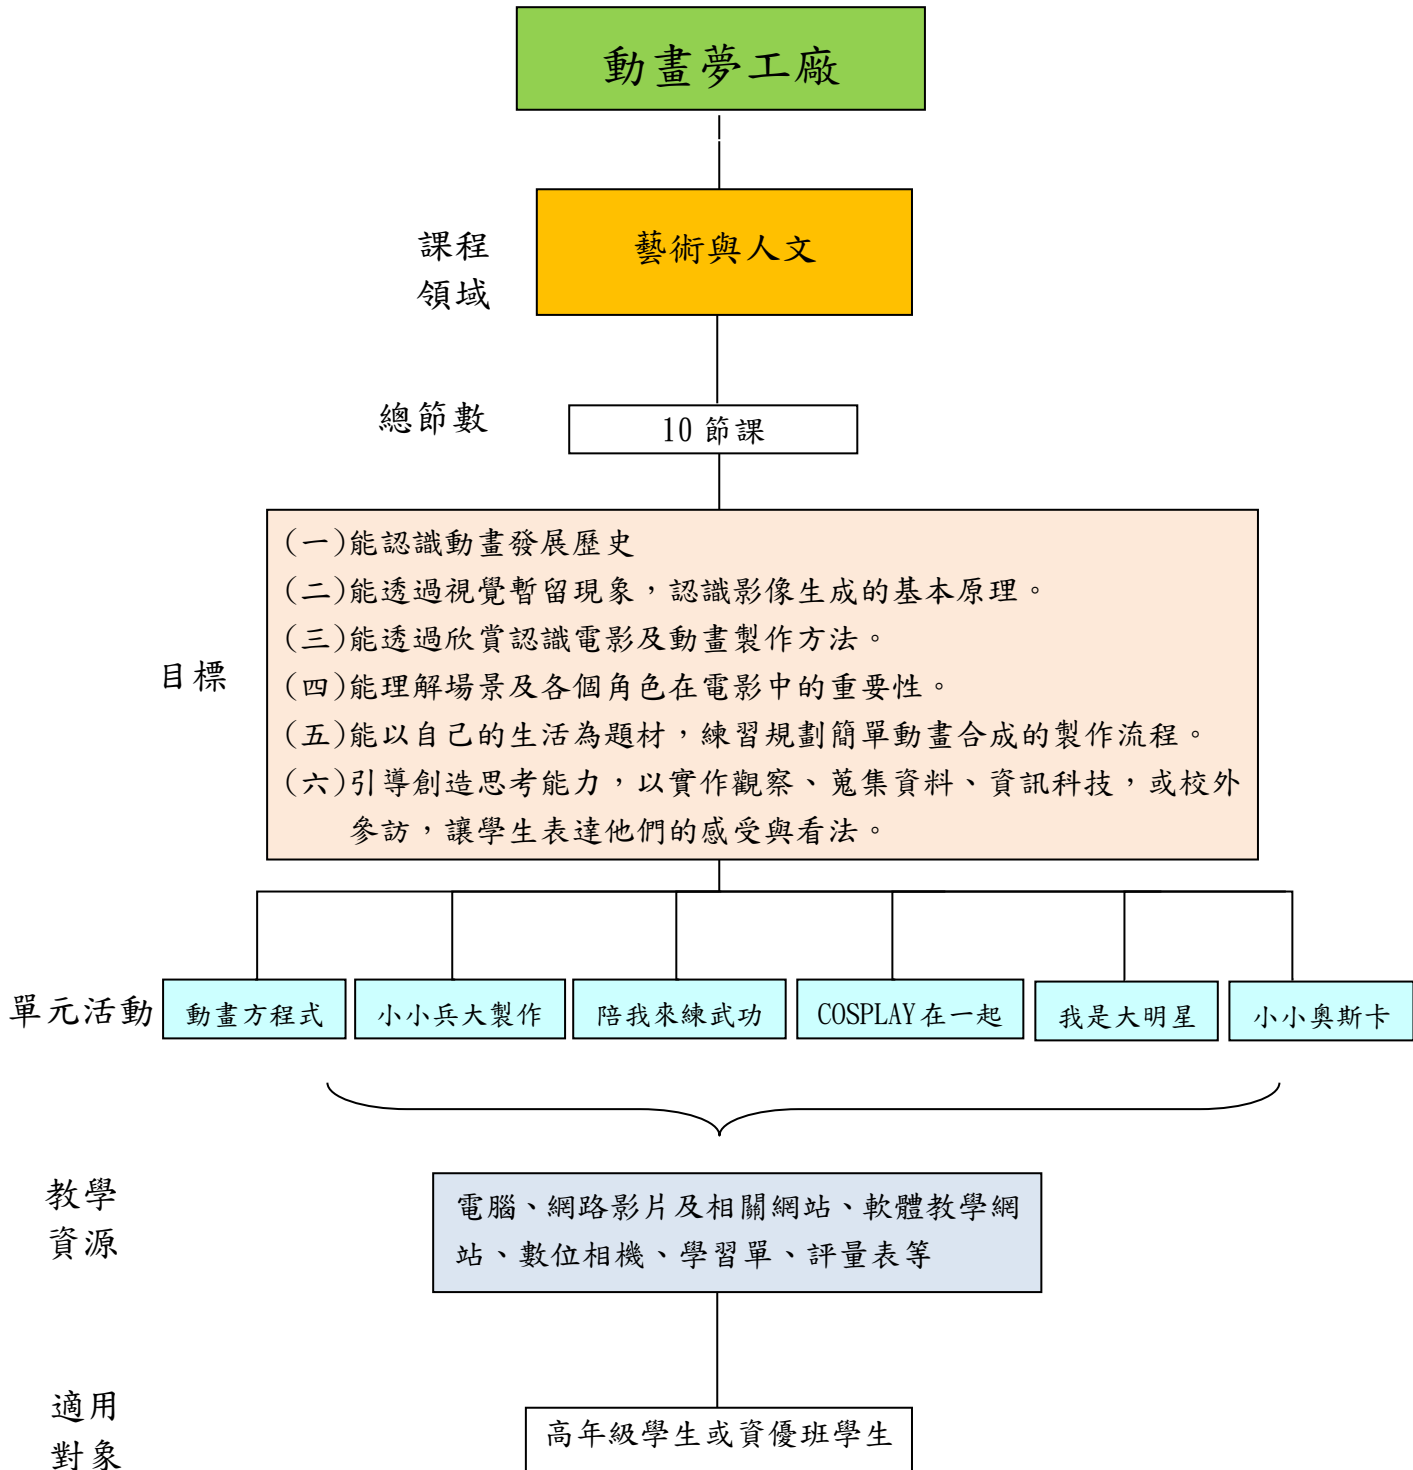 動畫夢工廠
課程
領域
藝術與人文
總節數
10 節課
目標
(一)能認識動畫發展歷史
(二)能透過視覺暫留現象，認識影像生成的基本原理。
(三)能透過欣賞認識電影及動畫製作方法。
(四)能理解場景及各個角色在電影中的重要性。
(五)能以自己的生活為題材，練習規劃簡單動畫合成的製作流程。
(六)引導創造思考能力，以實作觀察、蒐集資料、資訊科技，或校外
參訪，讓學生表達他們的感受與看法。
單元活動
動畫方程式
小小兵大製作
陪我來練武功
COSPLAY在一起
我是大明星
小小奧斯卡
教學
資源
電腦、網路影片及相關網站、軟體教學網
站、數位相機、學習單、評量表等
適用
對象
高年級學生或資優班學生